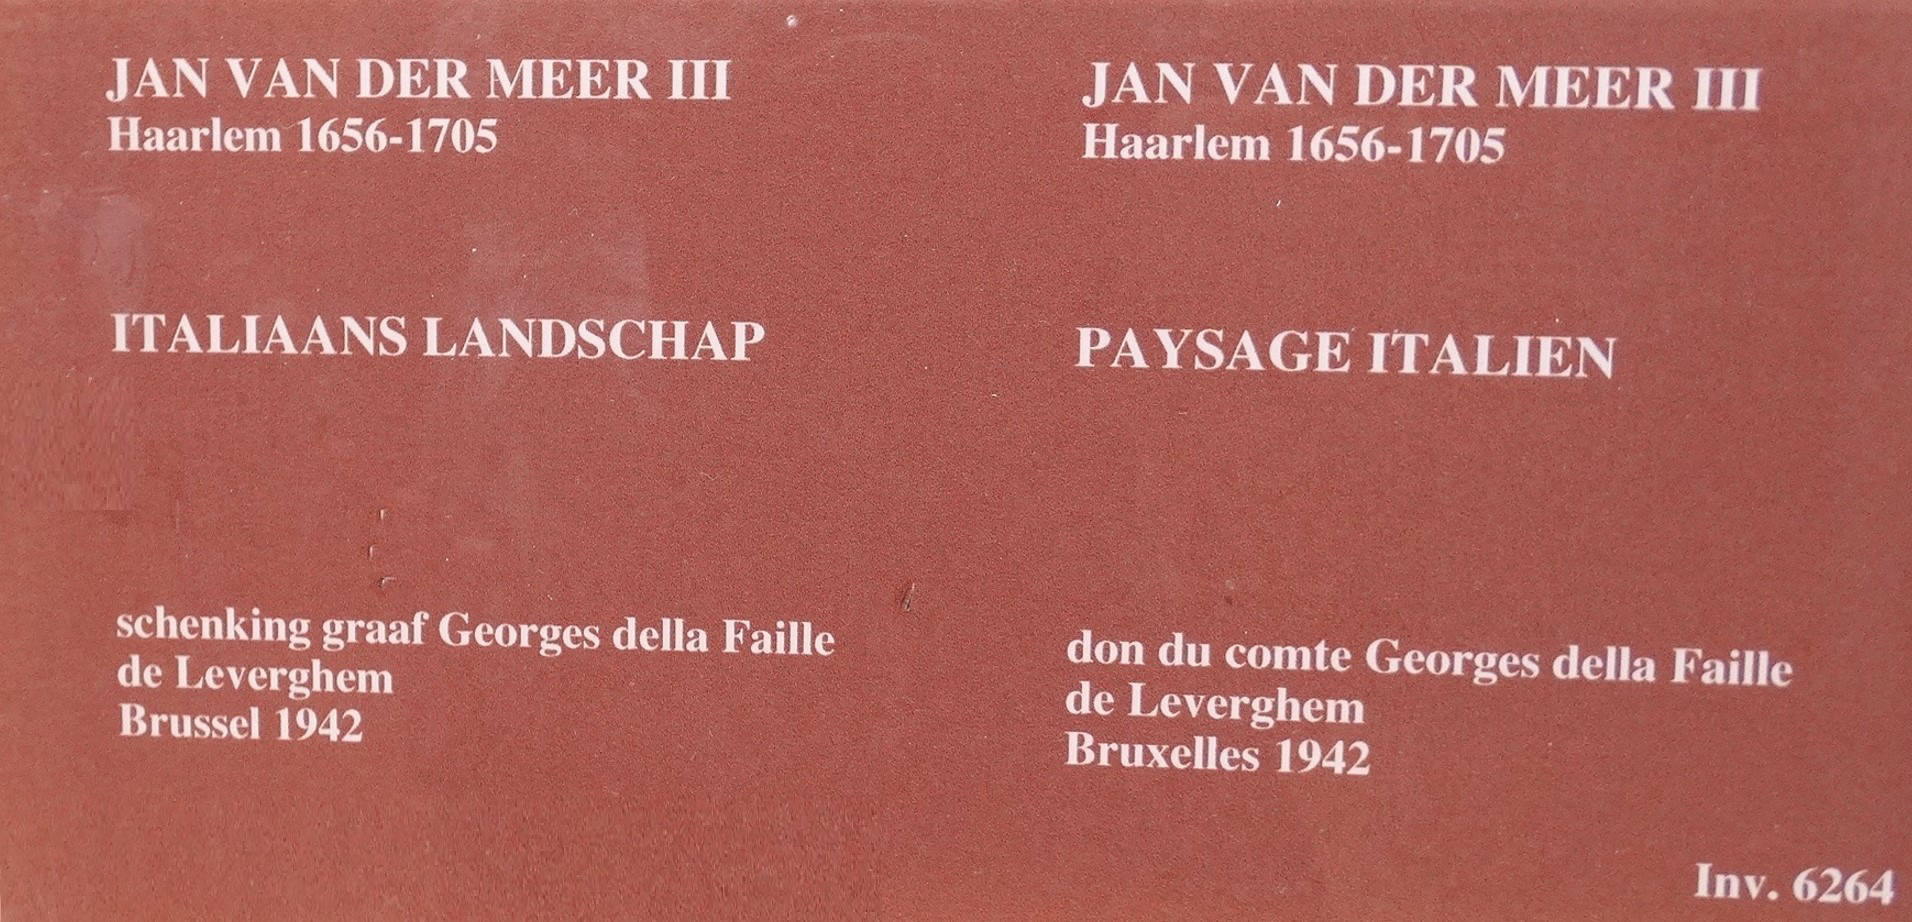 JAN VAN DER MEER III
Haarlem 1656-1705
ITALIAANS LANDSCHAP
schenking graaf Georges della Faille
de Leverghem
Brussel 1942
JAN VAN DER MEER III
Haarlem 1656-1705
PAYSAGE ITALIEN
don du comte Georges della Faille
de Leverghem
Bruxelles 1942
Inv. 6264